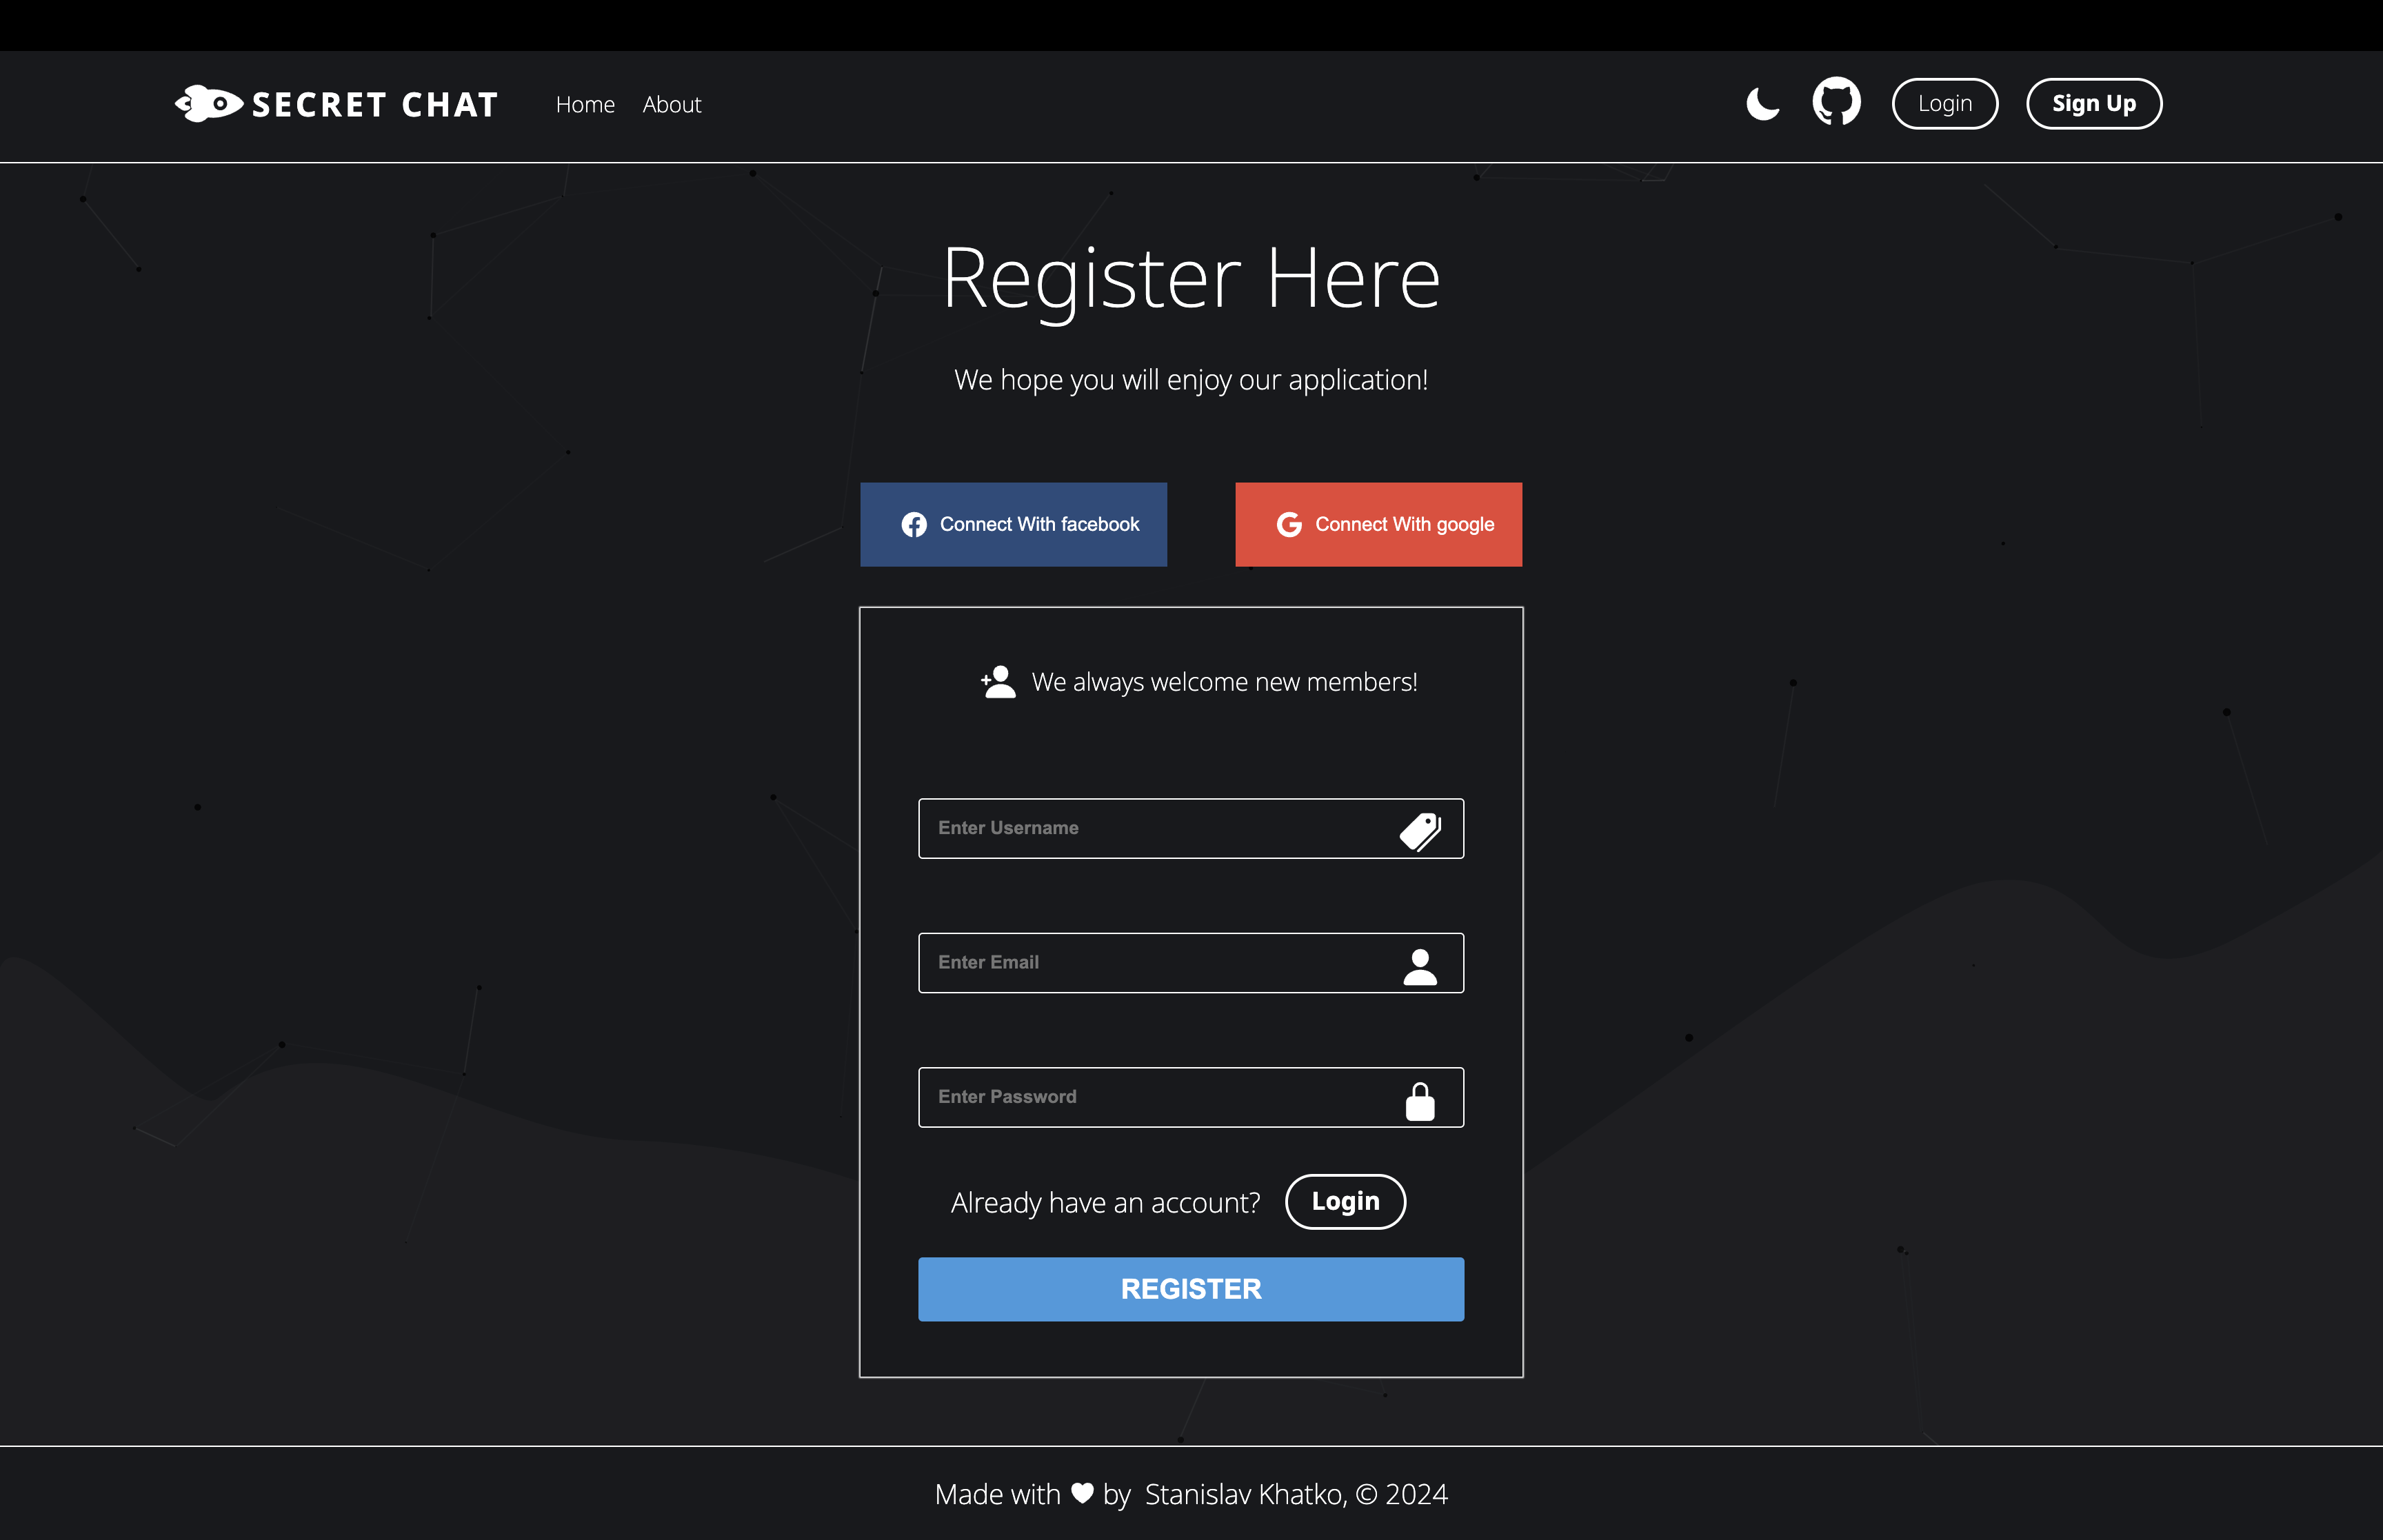 SECRET CHAT Home About Login Sign Up
Register Here
We hope you will enjoy our application!
Connect With facebook Connect With google
We always welcome new members!
Enter Username
Enter Email
Enter Password
Already have an account? Login
REGISTER
Made with ♥ by Stanislav Khatko, © 2024